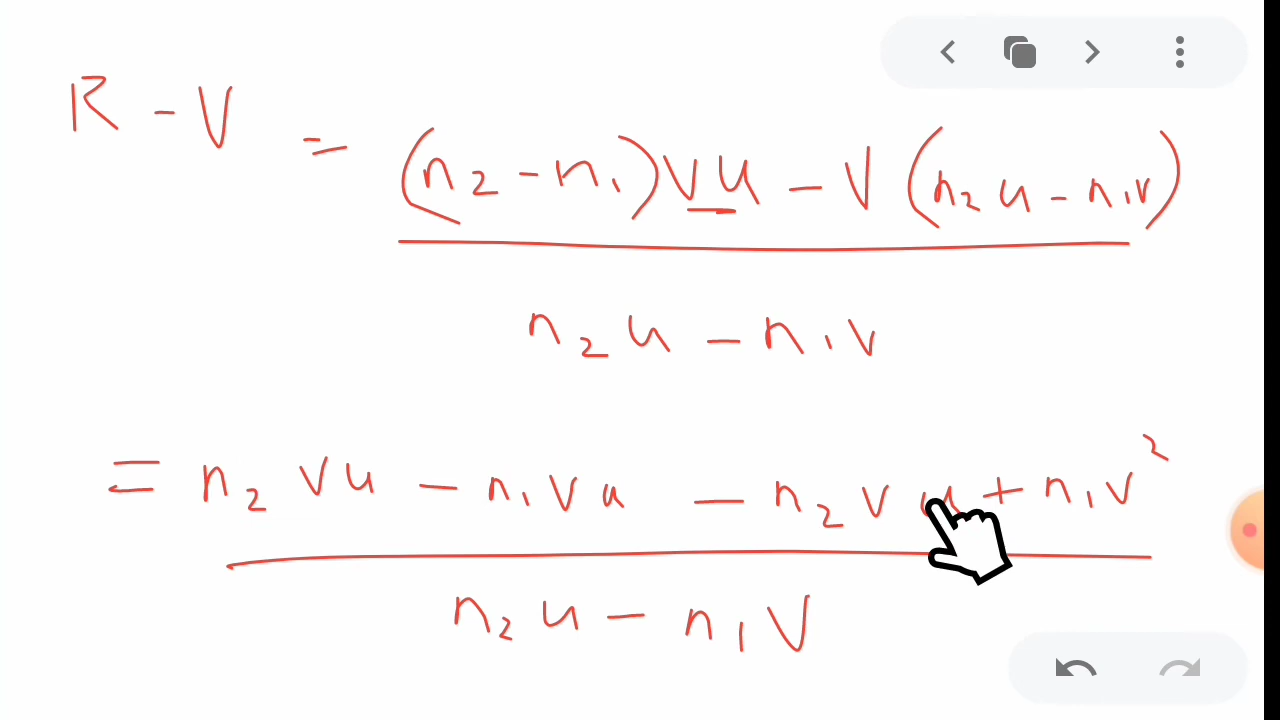 R - V = (n₂ - n₁)vu - v(n₂u - n₁v)
n₂u - n₁v
= n₂vu - n₁vu - n₂vu + n₁v²
n₂u - n₁v